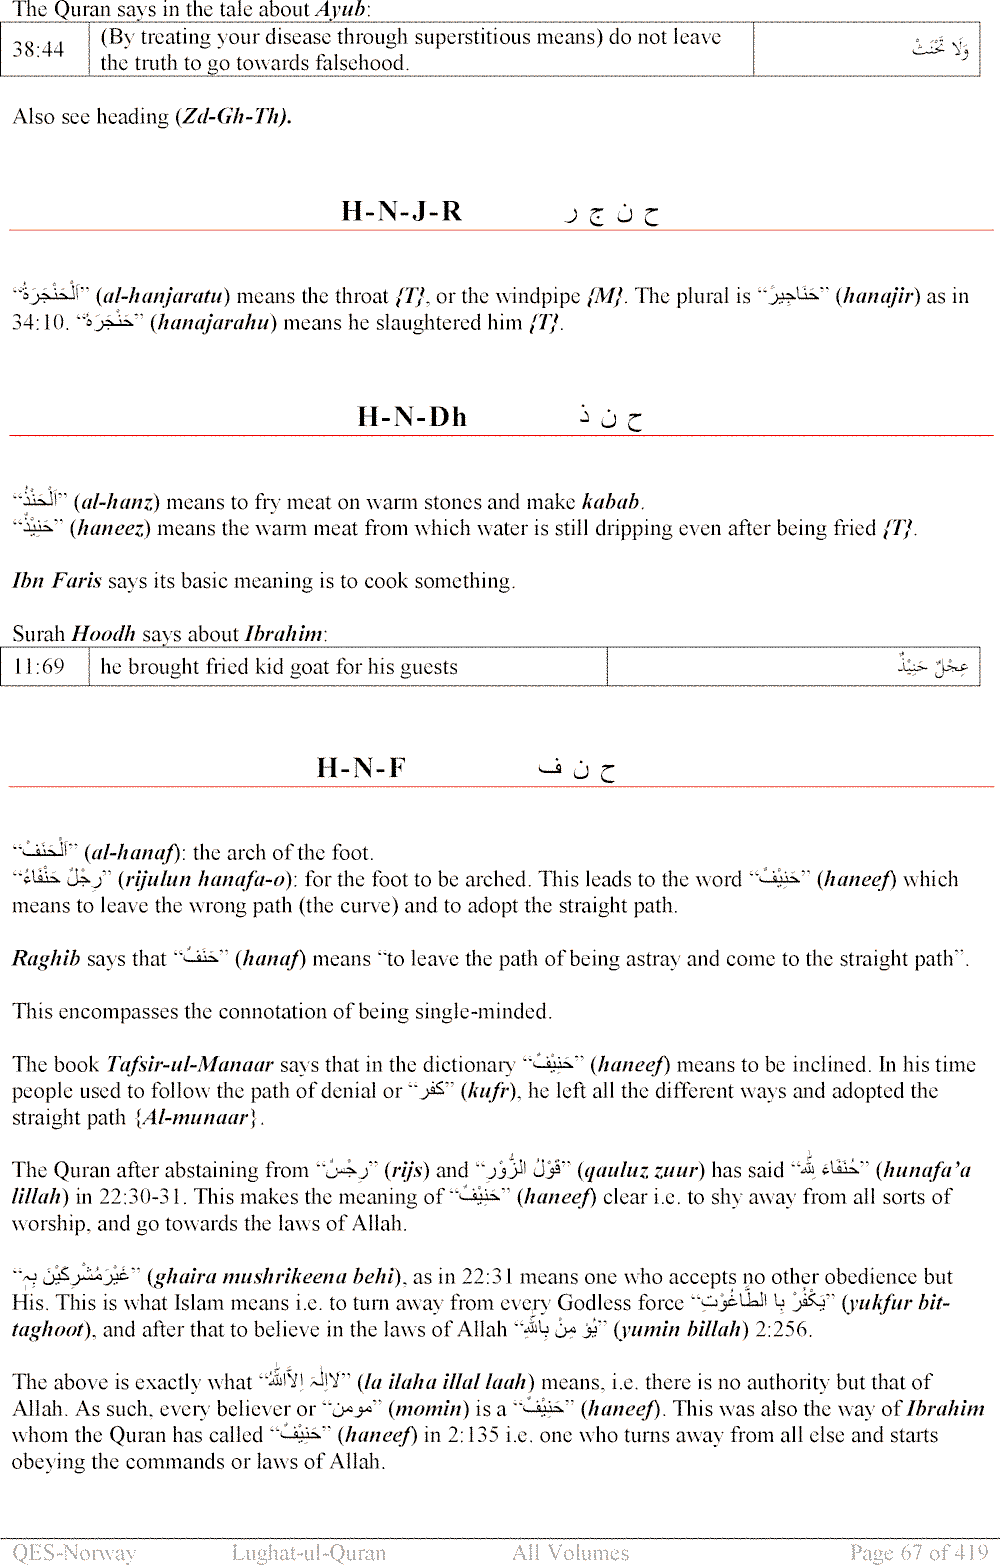 The Quran says in the tale about Ayub:
38:44 (By treating your disease through superstitious means) do not leave the truth to go towards falsehood. وَلَا تَحْنَثْ
Also see heading (Zd-Gh-Th).
H-N-J-R ح ن ج ر
“اَلْحَنْجَرَةُ” (al-hanjaratu) means the throat {T}, or the windpipe {M}. The plural is “حَنَاجِيرُ” (hanajir) as in
34:10. “حَنْجَرَهٗ” (hanajarahu) means he slaughtered him {T}.
H-N-Dh ح ن ذ
“اَلْحَنْذُ” (al-hanz) means to fry meat on warm stones and make kabab.
“حَنِيْذٌ” (haneez) means the warm meat from which water is still dripping even after being fried {T}.
Ibn Faris says its basic meaning is to cook something.
Surah Hoodh says about Ibrahim:
11:69 he brought fried kid goat for his guests عِجْلٌ حَنِيْذٌ
H-N-F ح ن ف
“اَلْحَنَفُ” (al-hanaf): the arch of the foot.
“رِجْلٌ حَنْفَاءُ” (rijulun hanafa-o): for the foot to be arched. This leads to the word “حَنِيْفٌ” (haneef) which
means to leave the wrong path (the curve) and to adopt the straight path.
Raghib says that “حَنَفٌ” (hanaf) means “to leave the path of being astray and come to the straight path”.
This encompasses the connotation of being single-minded.
The book Tafsir-ul-Manaar says that in the dictionary “حَنِيْفٌ” (haneef) means to be inclined. In his time
people used to follow the path of denial or “كفر” (kufr), he left all the different ways and adopted the
straight path {Al-munaar}.
The Quran after abstaining from “رِجْسٌ” (rijs) and “قَوْلُ الزُّوْرِ” (qauluz zuur) has said “حُنَفَاءَ لِلّٰهِ” (hunafa’a
lillah) in 22:30-31. This makes the meaning of “حَنِيْفٌ” (haneef) clear i.e. to shy away from all sorts of
worship, and go towards the laws of Allah.
“غَيْرَمُشْرِكِيْنَ بِہٖ” (ghaira mushrikeena behi), as in 22:31 means one who accepts no other obedience but
His. This is what Islam means i.e. to turn away from every Godless force “يَكْفُرْ بِا الطَّاغُوْتِ” (yukfur bit-
taghoot), and after that to believe in the laws of Allah “يُوْ مِنْ بِاللّٰهِ” (yumin billah) 2:256.
The above is exactly what “لَااِلٰہَ اِلَّااللّٰهُ” (la ilaha illal laah) means, i.e. there is no authority but that of
Allah. As such, every believer or “مومن” (momin) is a “حَنِيْفٌ” (haneef). This was also the way of Ibrahim
whom the Quran has called “حَنِيْفٌ” (haneef) in 2:135 i.e. one who turns away from all else and starts
obeying the commands or laws of Allah.
QES-Norway Lughat-ul-Quran All Volumes Page 67 of 419